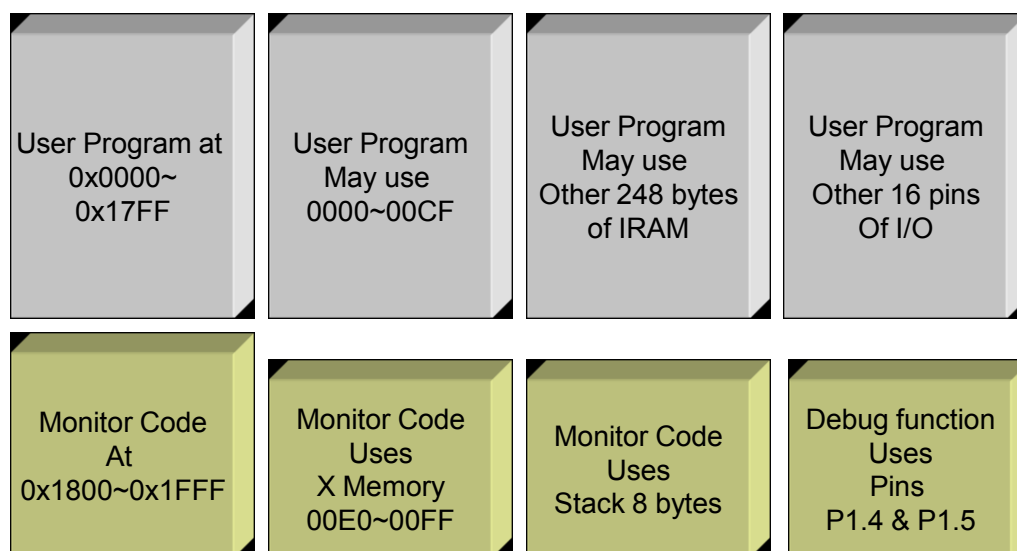 User Program at
0x0000~
0x17FF
User Program
May use
0000~00CF
User Program
May use
Other 248 bytes
of IRAM
User Program
May use
Other 16 pins
Of I/O
Monitor Code
At
0x1800~0x1FFF
Monitor Code
Uses
X Memory
00E0~00FF
Monitor Code
Uses
Stack 8 bytes
Debug function
Uses
Pins
P1.4 & P1.5